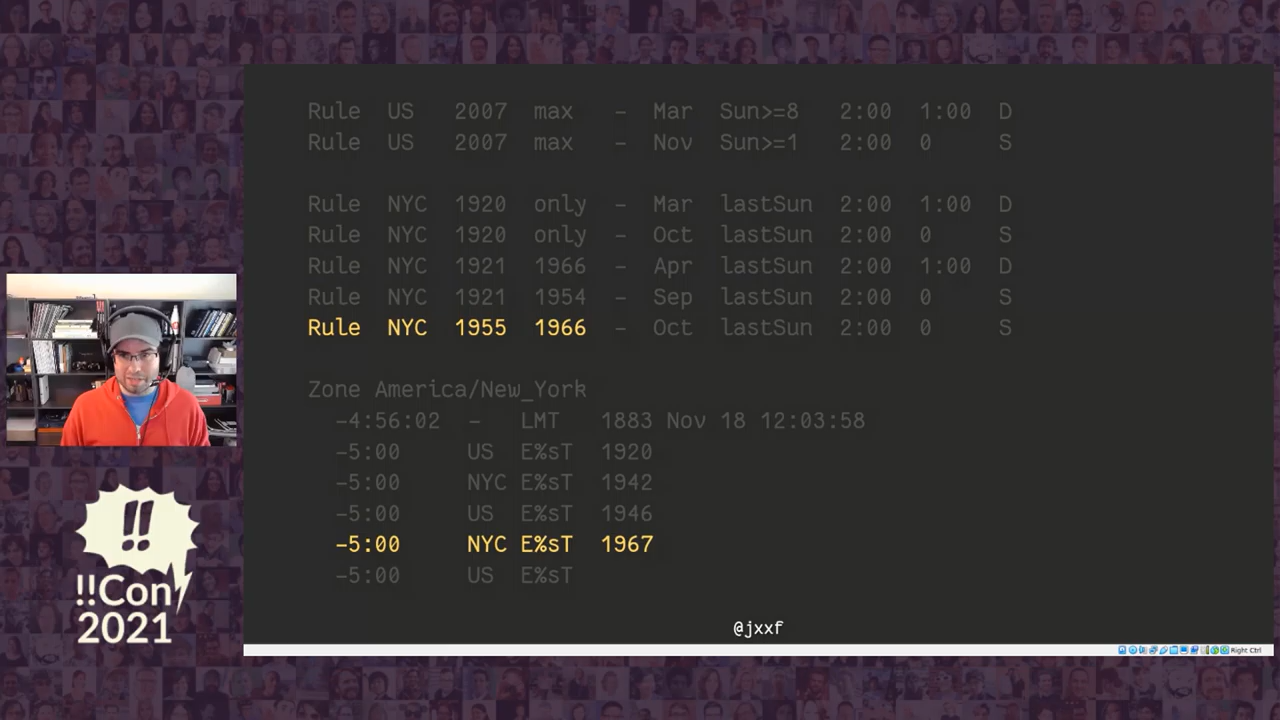 Rule US 2007 max – Mar Sun>=8 2:00 1:00 D
Rule US 2007 max – Nov Sun>=1 2:00 0 S
Rule NYC 1920 only – Mar lastSun 2:00 1:00 D
Rule NYC 1920 only – Oct lastSun 2:00 0 S
Rule NYC 1921 1966 – Apr lastSun 2:00 1:00 D
Rule NYC 1921 1954 – Sep lastSun 2:00 0 S
Rule NYC 1955 1966 – Oct lastSun 2:00 0 S
Zone America/New_York
-4:56:02 – LMT 1883 Nov 18 12:03:58
-5:00 US E%sT 1920
-5:00 NYC E%sT 1942
-5:00 US E%sT 1946
-5:00 NYC E%sT 1967
-5:00 US E%sT
@jxxf
Right Ctrl
!!
!!Con
2021